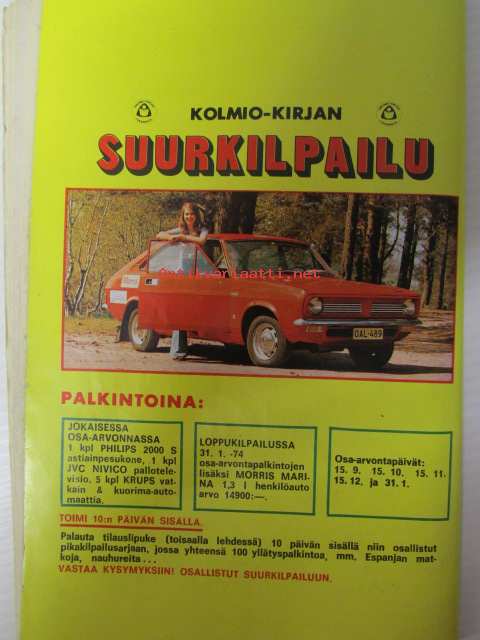 KOLMIO-KIRJAN
SUURKILPAILU
Antikvariaatti.net
OAL-489
PALKINTOINA:
JOKAISESSA
OSA-ARVONNASSA
1 kpl PHILIPS 2000 S
astiainpesukone, 1 kpl
JVC NIVICO pallotele-
visio, 5 kpl KRUPS vat-
kain & kuorima-auto-
maattia.
LOPPUKILPAILUSSA
31. 1. -74
osa-arvontapalkintojen
lisäksi MORRIS MARI-
NA 1,3 l henkilöauto
arvo 14900:—.
Osa-arvontapäivät:
15. 9. 15. 10. 15. 11.
15. 12. ja 31. 1.
TOIMI 10:n PÄIVÄN SISÄLLÄ.
Palauta tilauslipuke (toisaalla lehdessä) 10 päivän sisällä niin osallistut
pikakilpailusarjaan, jossa yhteensä 100 yllätyspalkintoa, mm. Espanjan mat-
koja, nauhureita...
VASTAA KYSYMYKSIIN! OSALLISTUT SUURKILPAILUUN.